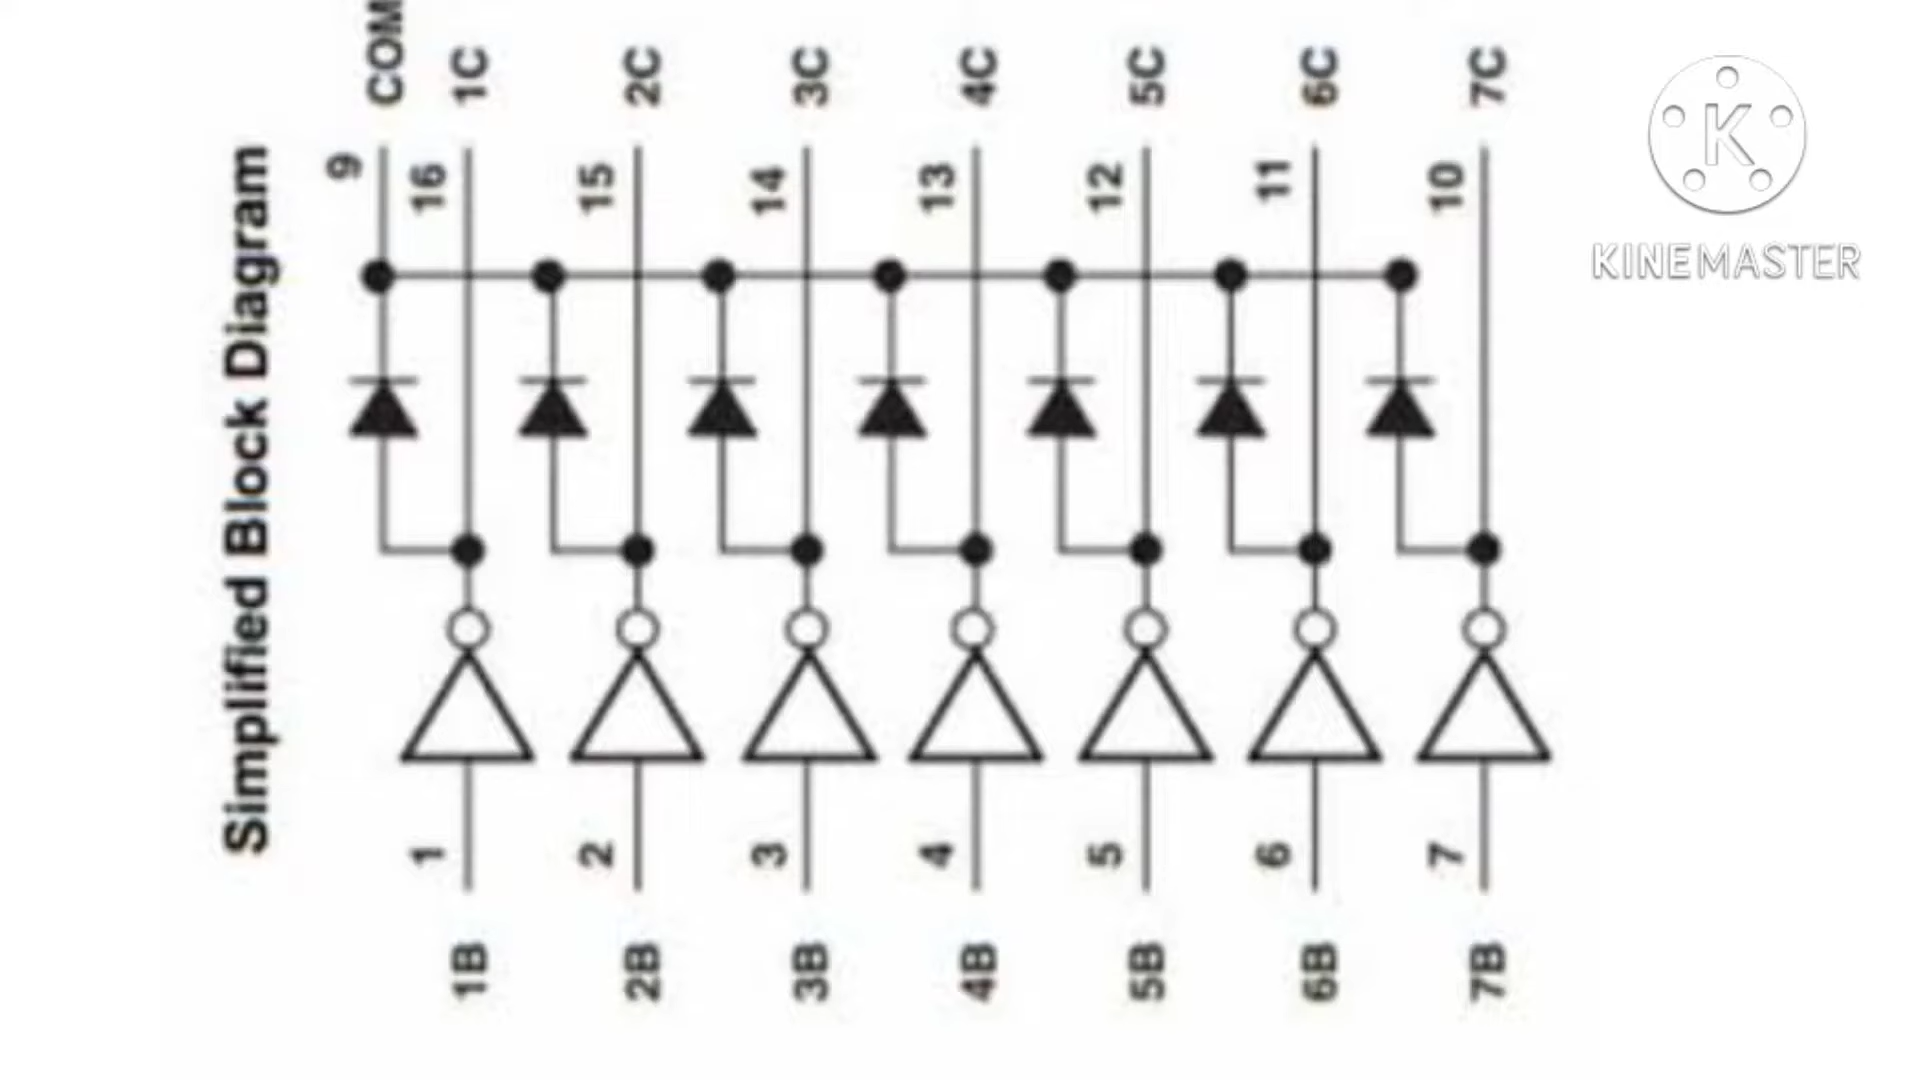 Simplified Block Diagram
COM
1C
2C
3C
4C
5C
6C
7C
9
16
15
14
13
12
11
10
1
2
3
4
5
6
7
1B
2B
3B
4B
5B
6B
7B
K
KINEMASTER